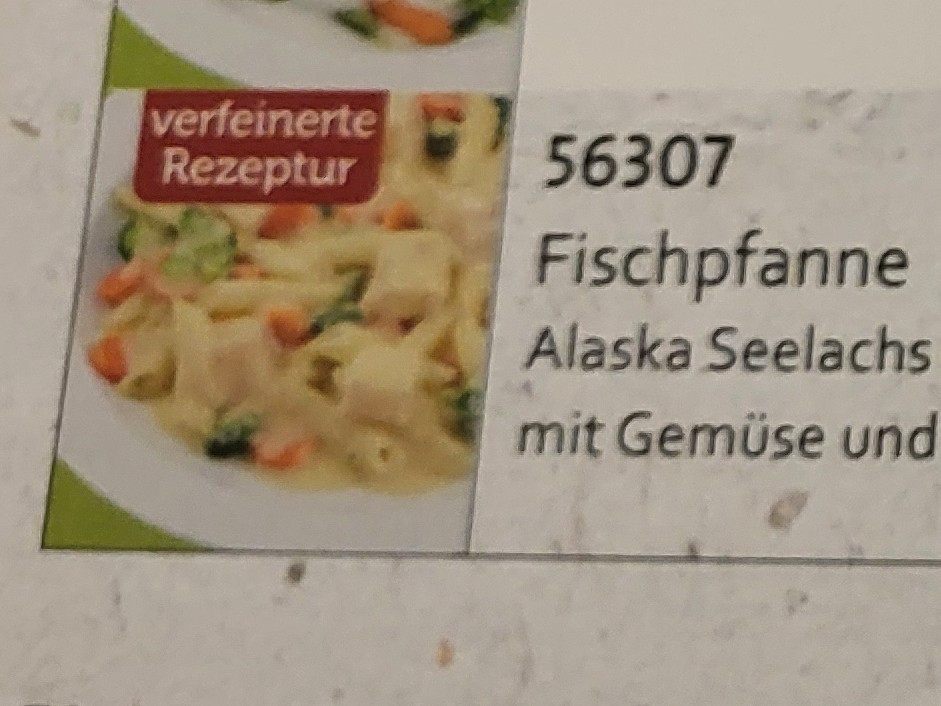 verfeinerte
Rezeptur
56307
Fischpfanne
Alaska Seelachs
mit Gemüse und